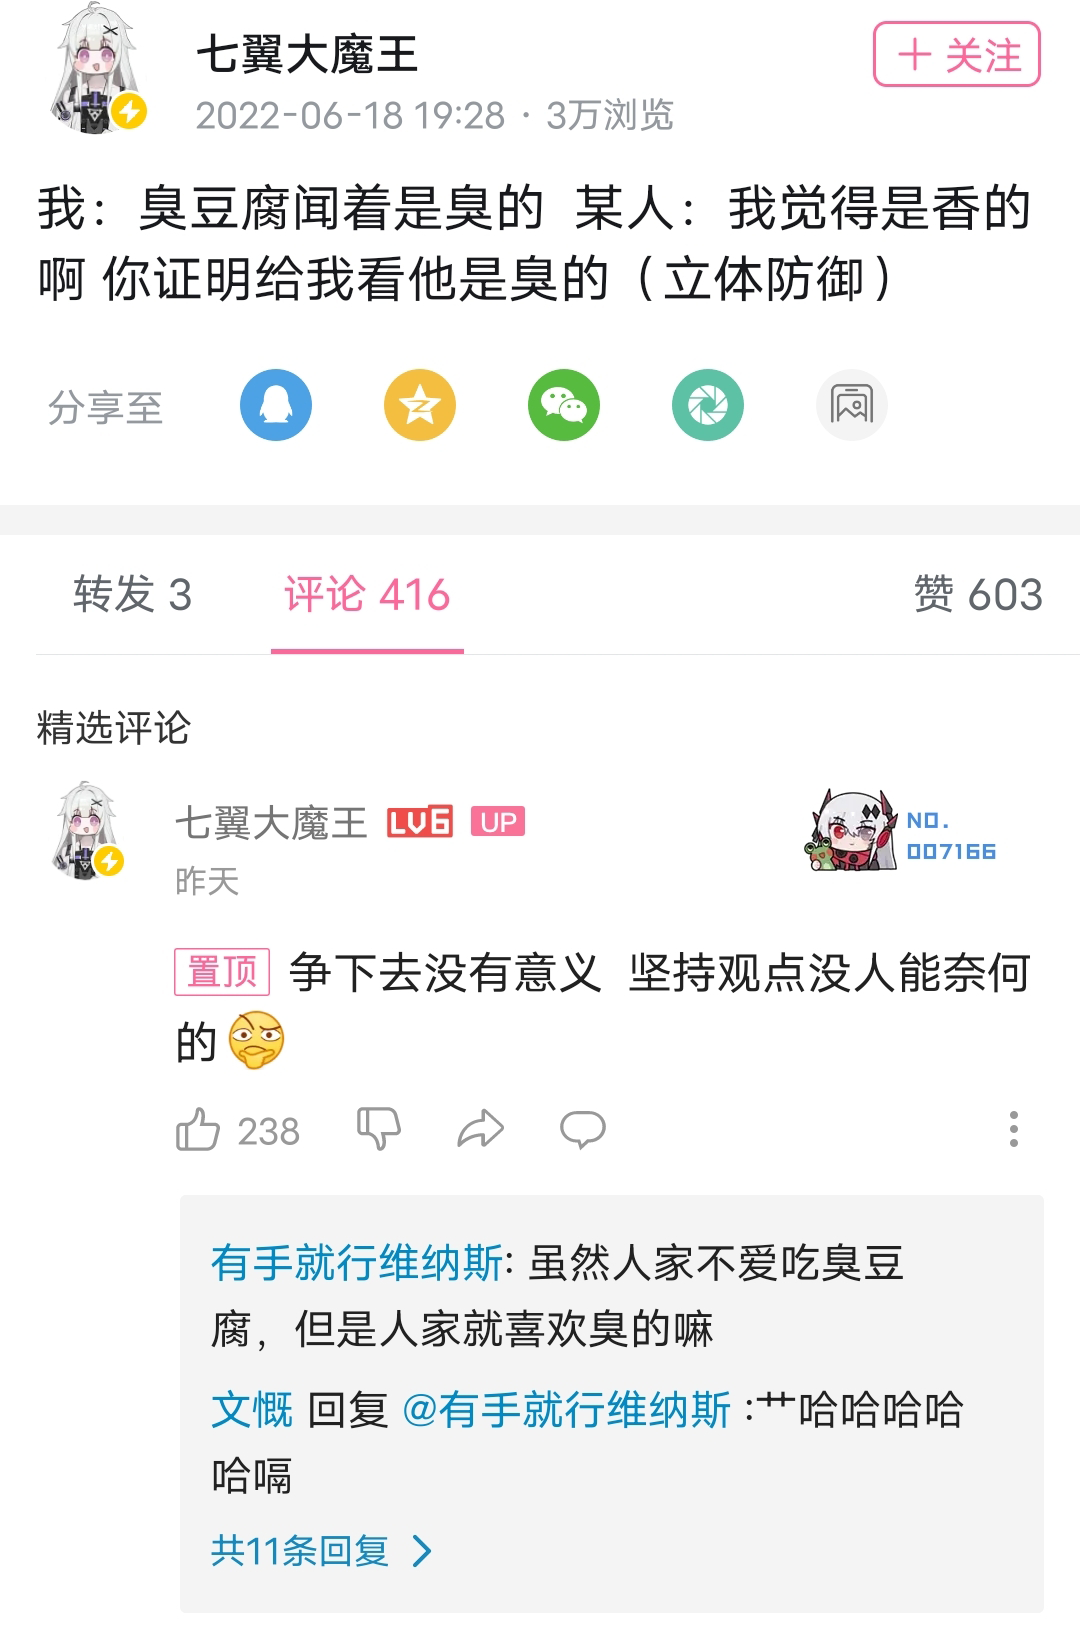 七翼大魔王
+ 关注
2022-06-18 19:28 · 3万浏览
我：臭豆腐闻着是臭的 某人：我觉得是香的
啊 你证明给我看他是臭的（立体防御）
分享至
转发 3
评论 416
赞 603
精选评论
七翼大魔王 LV6 UP
NO.
007166
昨天
置顶 争下去没有意义 坚持观点没人能奈何
的
238
有手就行维纳斯: 虽然人家不爱吃臭豆
腐，但是人家就喜欢臭的嘛
文慨 回复 @有手就行维纳斯 :艹哈哈哈哈
哈嗝
共11条回复 >